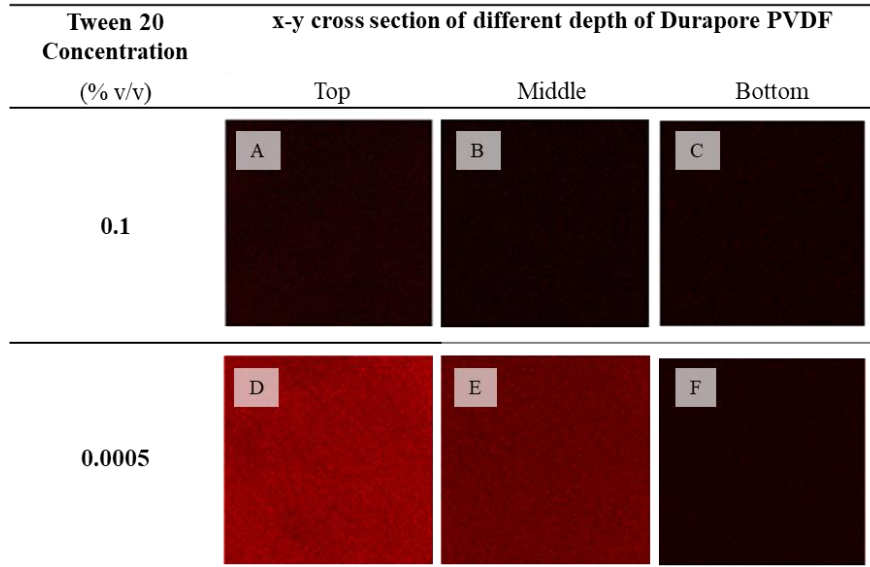 Tween 20 Concentration
(% v/v)
x-y cross section of different depth of Durapore PVDF
Top Middle Bottom
0.1
A B C
0.0005
D E F